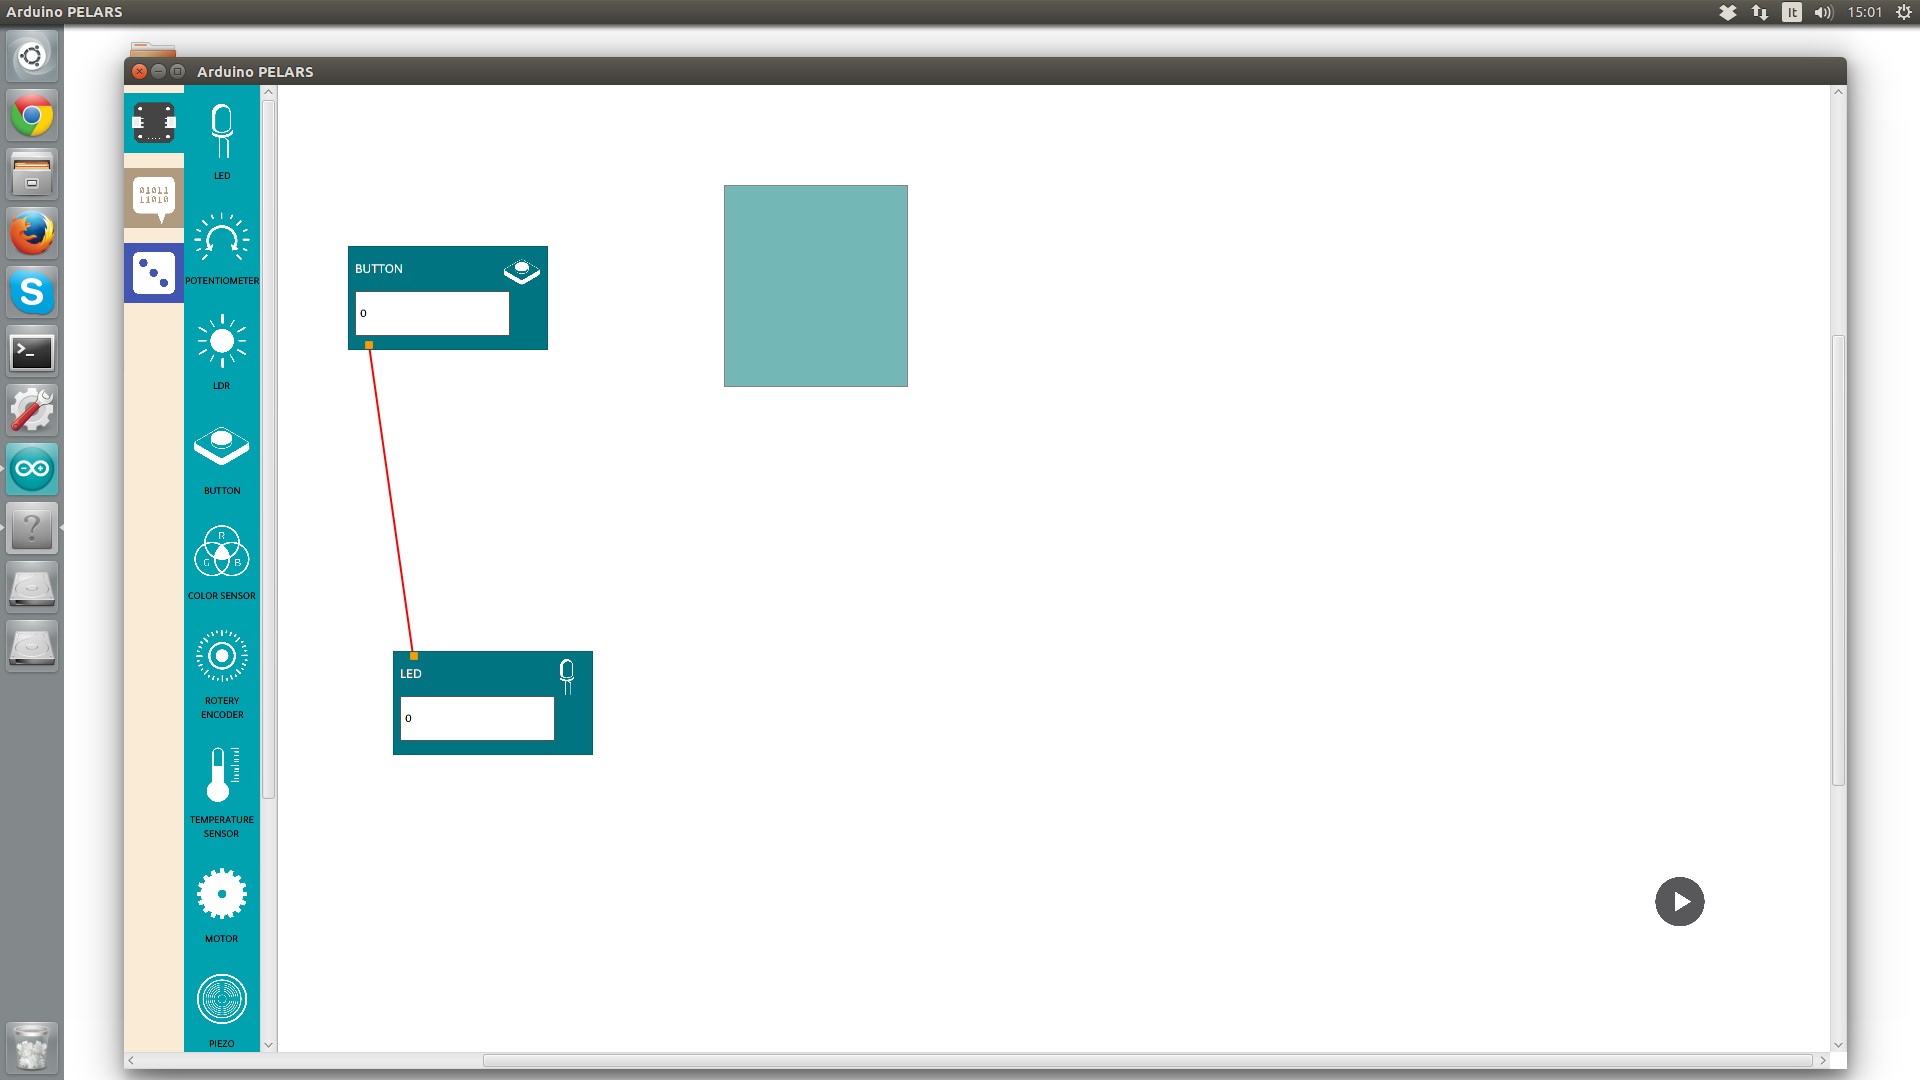 Arduino PELARS
It
15:01
Arduino PELARS
01011
11010
LED
POTENTIOMETER
LDR
BUTTON
R
G B
COLOR SENSOR
ROTERY
ENCODER
TEMPERATURE
SENSOR
MOTOR
PIEZO
BUTTON
0
LED
0